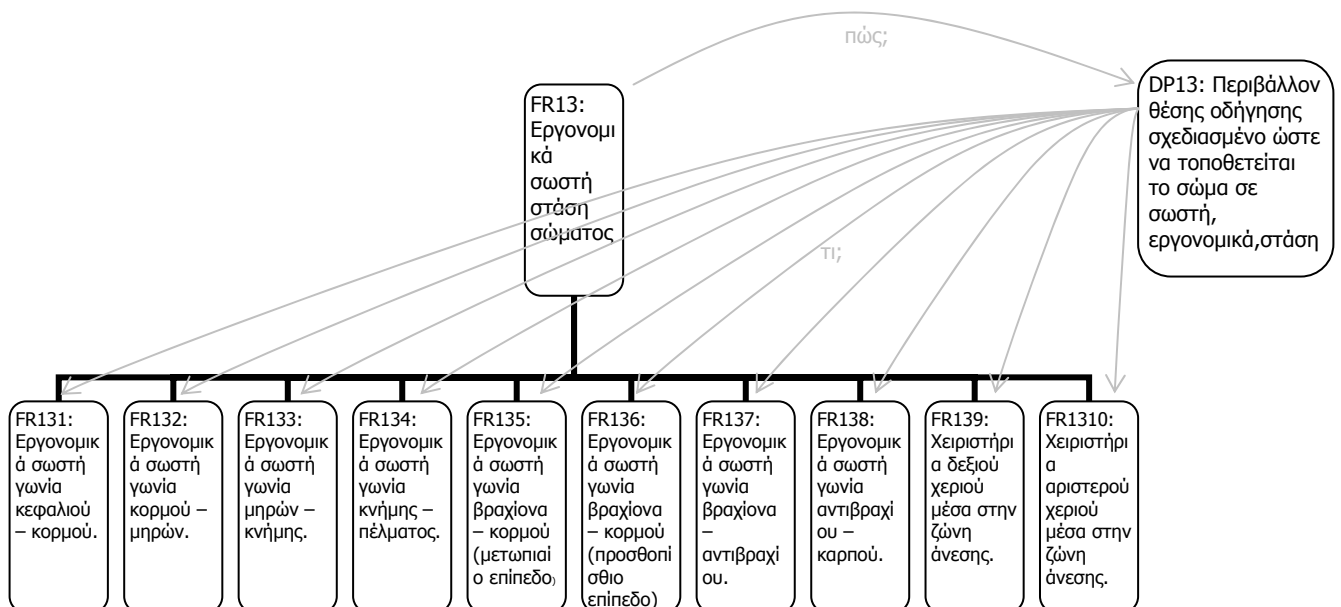 πώς;
FR13:
Εργονομι
κά
σωστή
στάση
σώματος
DP13: Περιβάλλον
θέσης οδήγησης
σχεδιασμένο ώστε
να τοποθετείται
το σώμα σε
σωστή,
εργονομικά,στάση
τι;
FR131:
Εργονομικ
ά σωστή
γωνία
κεφαλιού
– κορμού.
FR132:
Εργονομικ
ά σωστή
γωνία
κορμού –
μηρών.
FR133:
Εργονομικ
ά σωστή
γωνία
μηρών –
κνήμης.
FR134:
Εργονομικ
ά σωστή
γωνία
κνήμης –
πέλματος.
FR135:
Εργονομικ
ά σωστή
γωνία
βραχίονα
– κορμού
(μετωπιαί
ο επίπεδο)
FR136:
Εργονομικ
ά σωστή
γωνία
βραχίονα
– κορμού
(προσθοπί
σθιο
επίπεδο)
FR137:
Εργονομικ
ά σωστή
γωνία
βραχίονα
–
αντιβραχί
ου.
FR138:
Εργονομικ
ά σωστή
γωνία
αντιβραχί
ου –
καρπού.
FR139:
Χειριστήρι
α δεξιού
χεριού
μέσα στην
ζώνη
άνεσης.
FR1310:
Χειριστήρι
α
αριστερού
χεριού
μέσα στην
ζώνη
άνεσης.